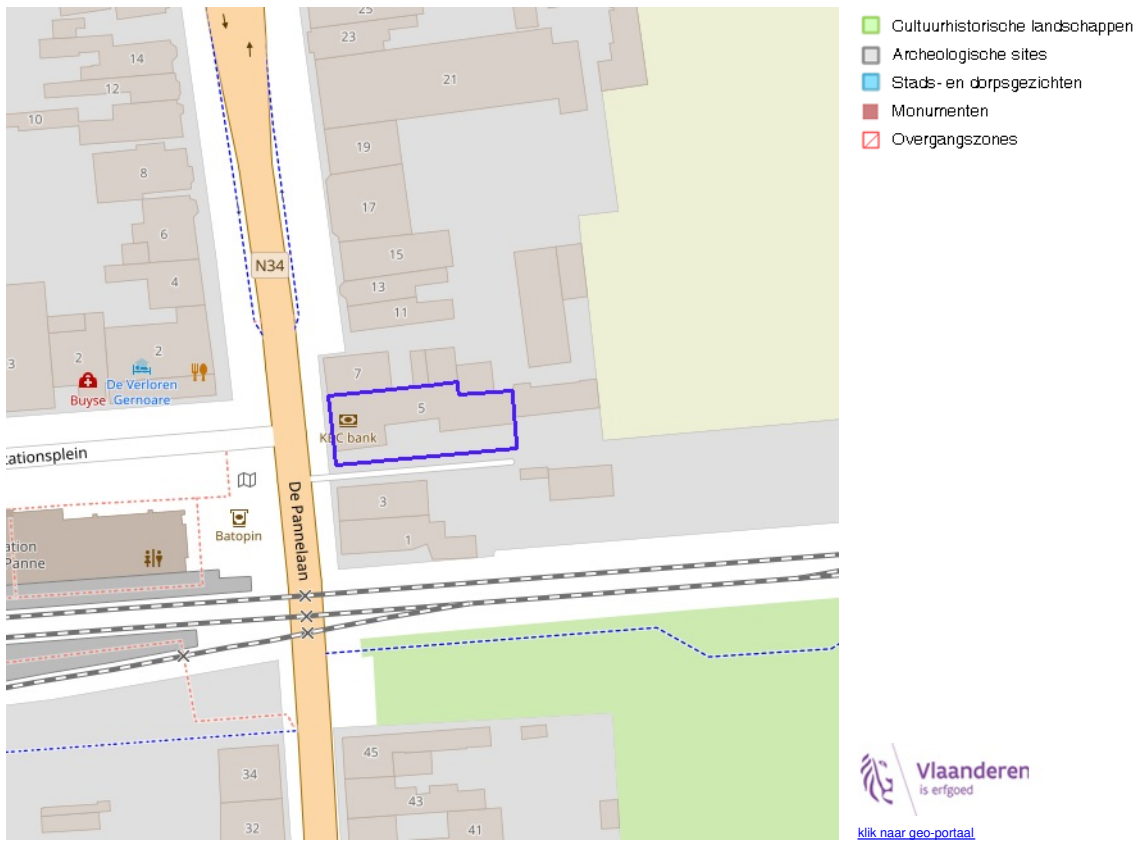 25
23
14
21
12
10
19
8
17
6
15
N34
4
13
11
3
2
2
7
De Verloren
Gernoare
Buyse
5
KBC bank
tationsplein
De Pannelaan
3
Batopin
1
ation
Panne
45
34
43
32
41
Cultuurhistorische landschappen
Archeologische sites
Stads- en dorpsgezichten
Monumenten
Overgangszones
Vlaanderen
is erfgoed
klik naar geo-portaal